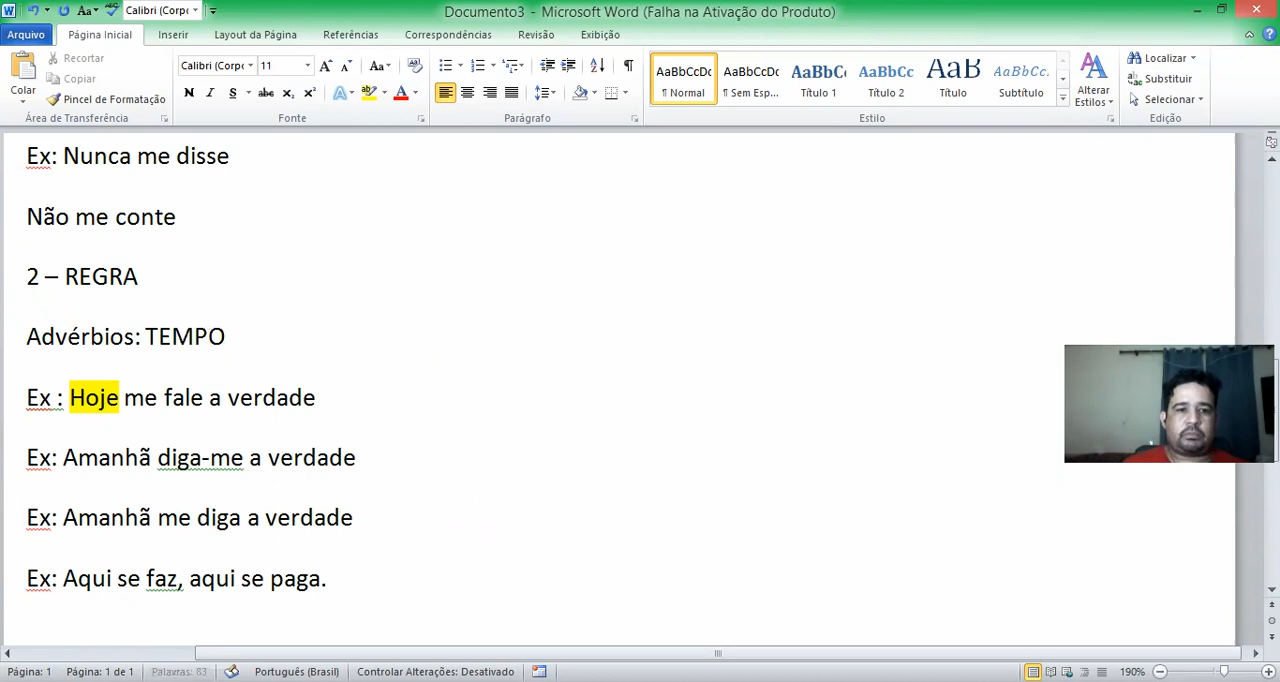 Calibri (Corpo
Documento3 - Microsoft Word (Falha na Ativação do Produto)
Arquivo Página Inicial Inserir Layout da Página Referências Correspondências Revisão Exibição
Colar
Recortar
Copiar
Pincel de Formatação
Área de Transferência
Calibri (Corpo 11
N I S abc x₂ x² A
Fonte
Parágrafo
AaBbCcDc AaBbCcDc AaBbC AaBbCc AaB AaBbCc.
¶ Normal ¶ Sem Esp... Título 1 Título 2 Título Subtítulo
Alterar Estilos
Estilo
Localizar
Substituir
Selecionar
Edição
Ex: Nunca me disse
Não me conte
2 – REGRA
Advérbios: TEMPO
Ex : Hoje me fale a verdade
Ex: Amanhã diga-me a verdade
Ex: Amanhã me diga a verdade
Ex: Aqui se faz, aqui se paga.
Página: 1 Página: 1 de 1 Palavras: 83 Português (Brasil) Controlar Alterações: Desativado 190%